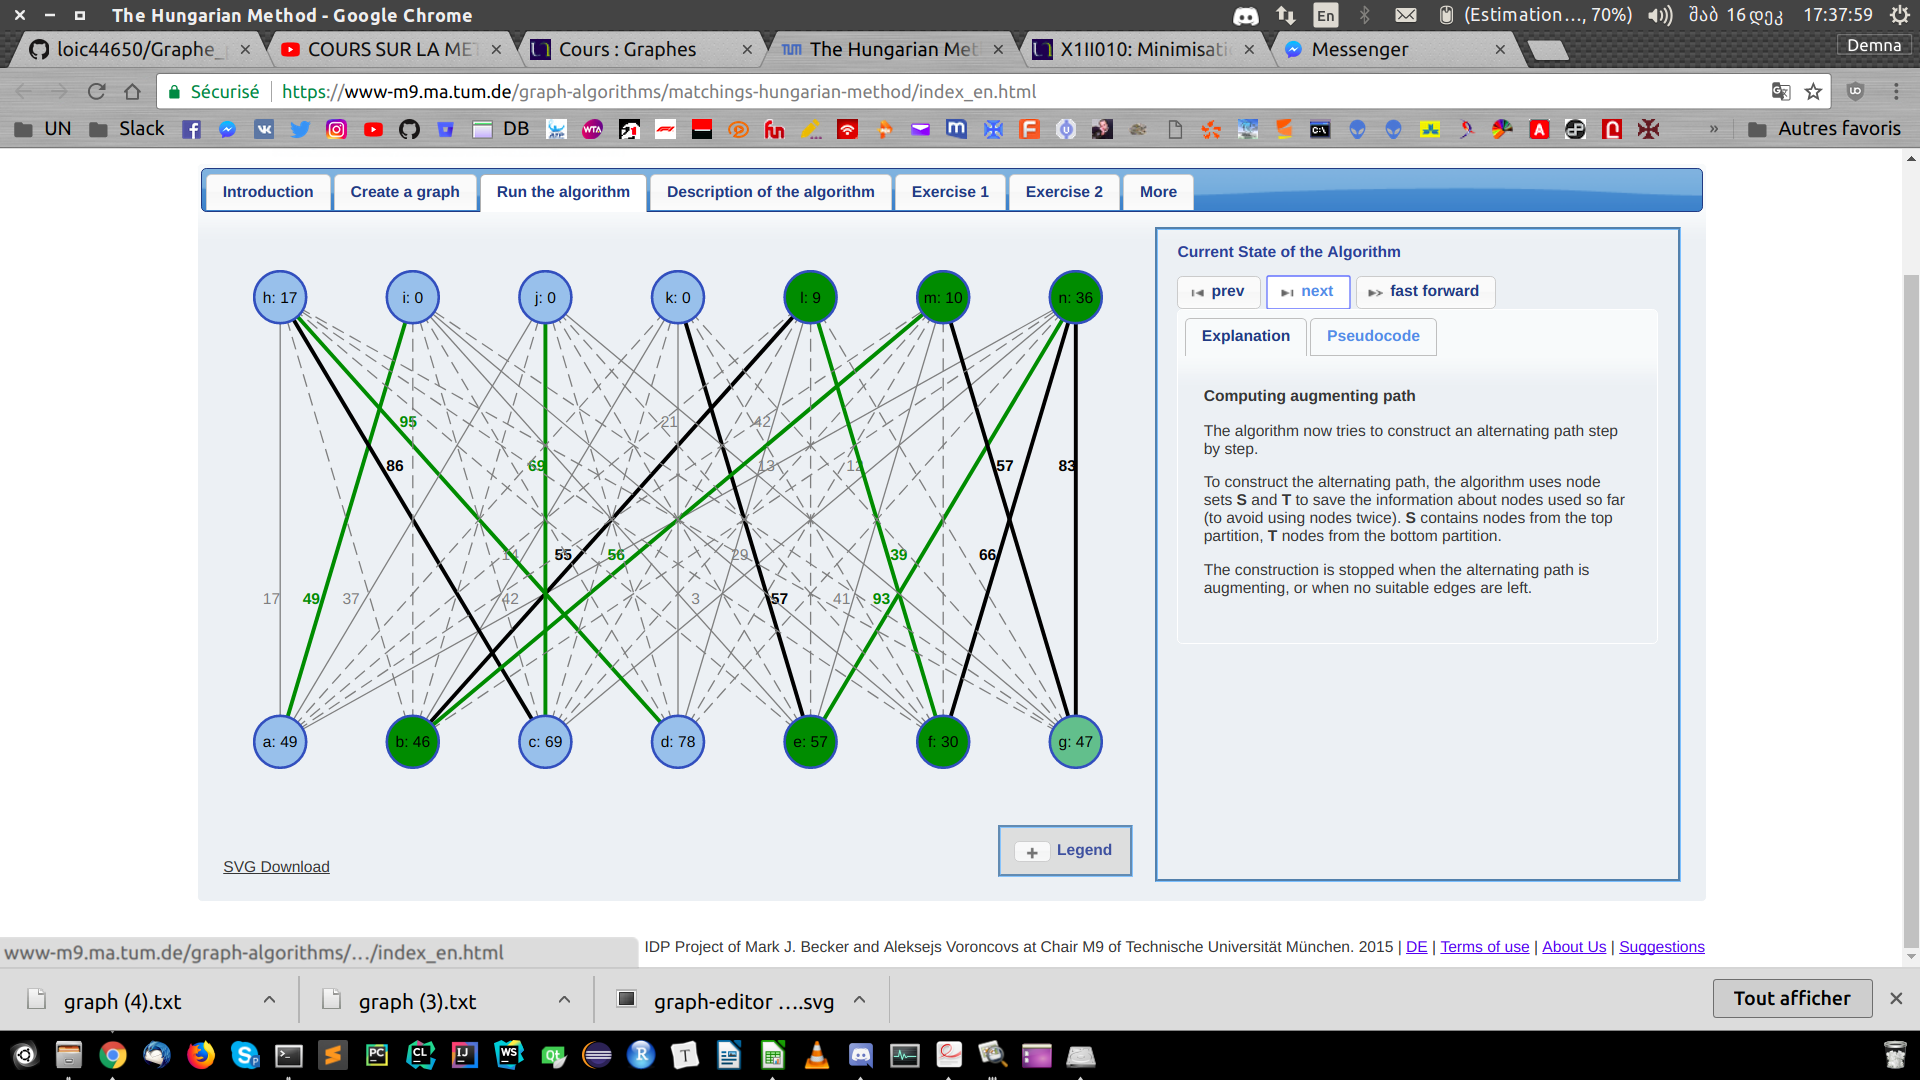 The Hungarian Method - Google Chrome
En
(Estimation..., 70%)
შაბ 16 დეკ 17:37:59
loic44650/Graphe_
COURS SUR LA MET
Cours : Graphes
The Hungarian Met
X1II010: Minimisati
Messenger
Demna
Sécurisé
https://www-m9.ma.tum.de/graph-algorithms/matchings-hungarian-method/index_en.html
UN
Slack
DB
»
Autres favoris
Introduction
Create a graph
Run the algorithm
Description of the algorithm
Exercise 1
Exercise 2
More
h: 17
i: 0
j: 0
k: 0
l: 9
m: 10
n: 36
95
21
42
86
69
13
12
57
83
14
55
56
29
39
66
17
49
37
42
3
57
41
93
a: 49
b: 46
c: 69
d: 78
e: 57
f: 30
g: 47
SVG Download
Legend
Current State of the Algorithm
prev
next
fast forward
Explanation
Pseudocode
Computing augmenting path
The algorithm now tries to construct an alternating path step
by step.
To construct the alternating path, the algorithm uses node
sets S and T to save the information about nodes used so far
(to avoid using nodes twice). S contains nodes from the top
partition, T nodes from the bottom partition.
The construction is stopped when the alternating path is
augmenting, or when no suitable edges are left.
www-m9.ma.tum.de/graph-algorithms/.../index_en.html
IDP Project of Mark J. Becker and Aleksejs Voroncovs at Chair M9 of Technische Universität München. 2015 | DE | Terms of use | About Us | Suggestions
graph (4).txt
graph (3).txt
graph-editor ....svg
Tout afficher